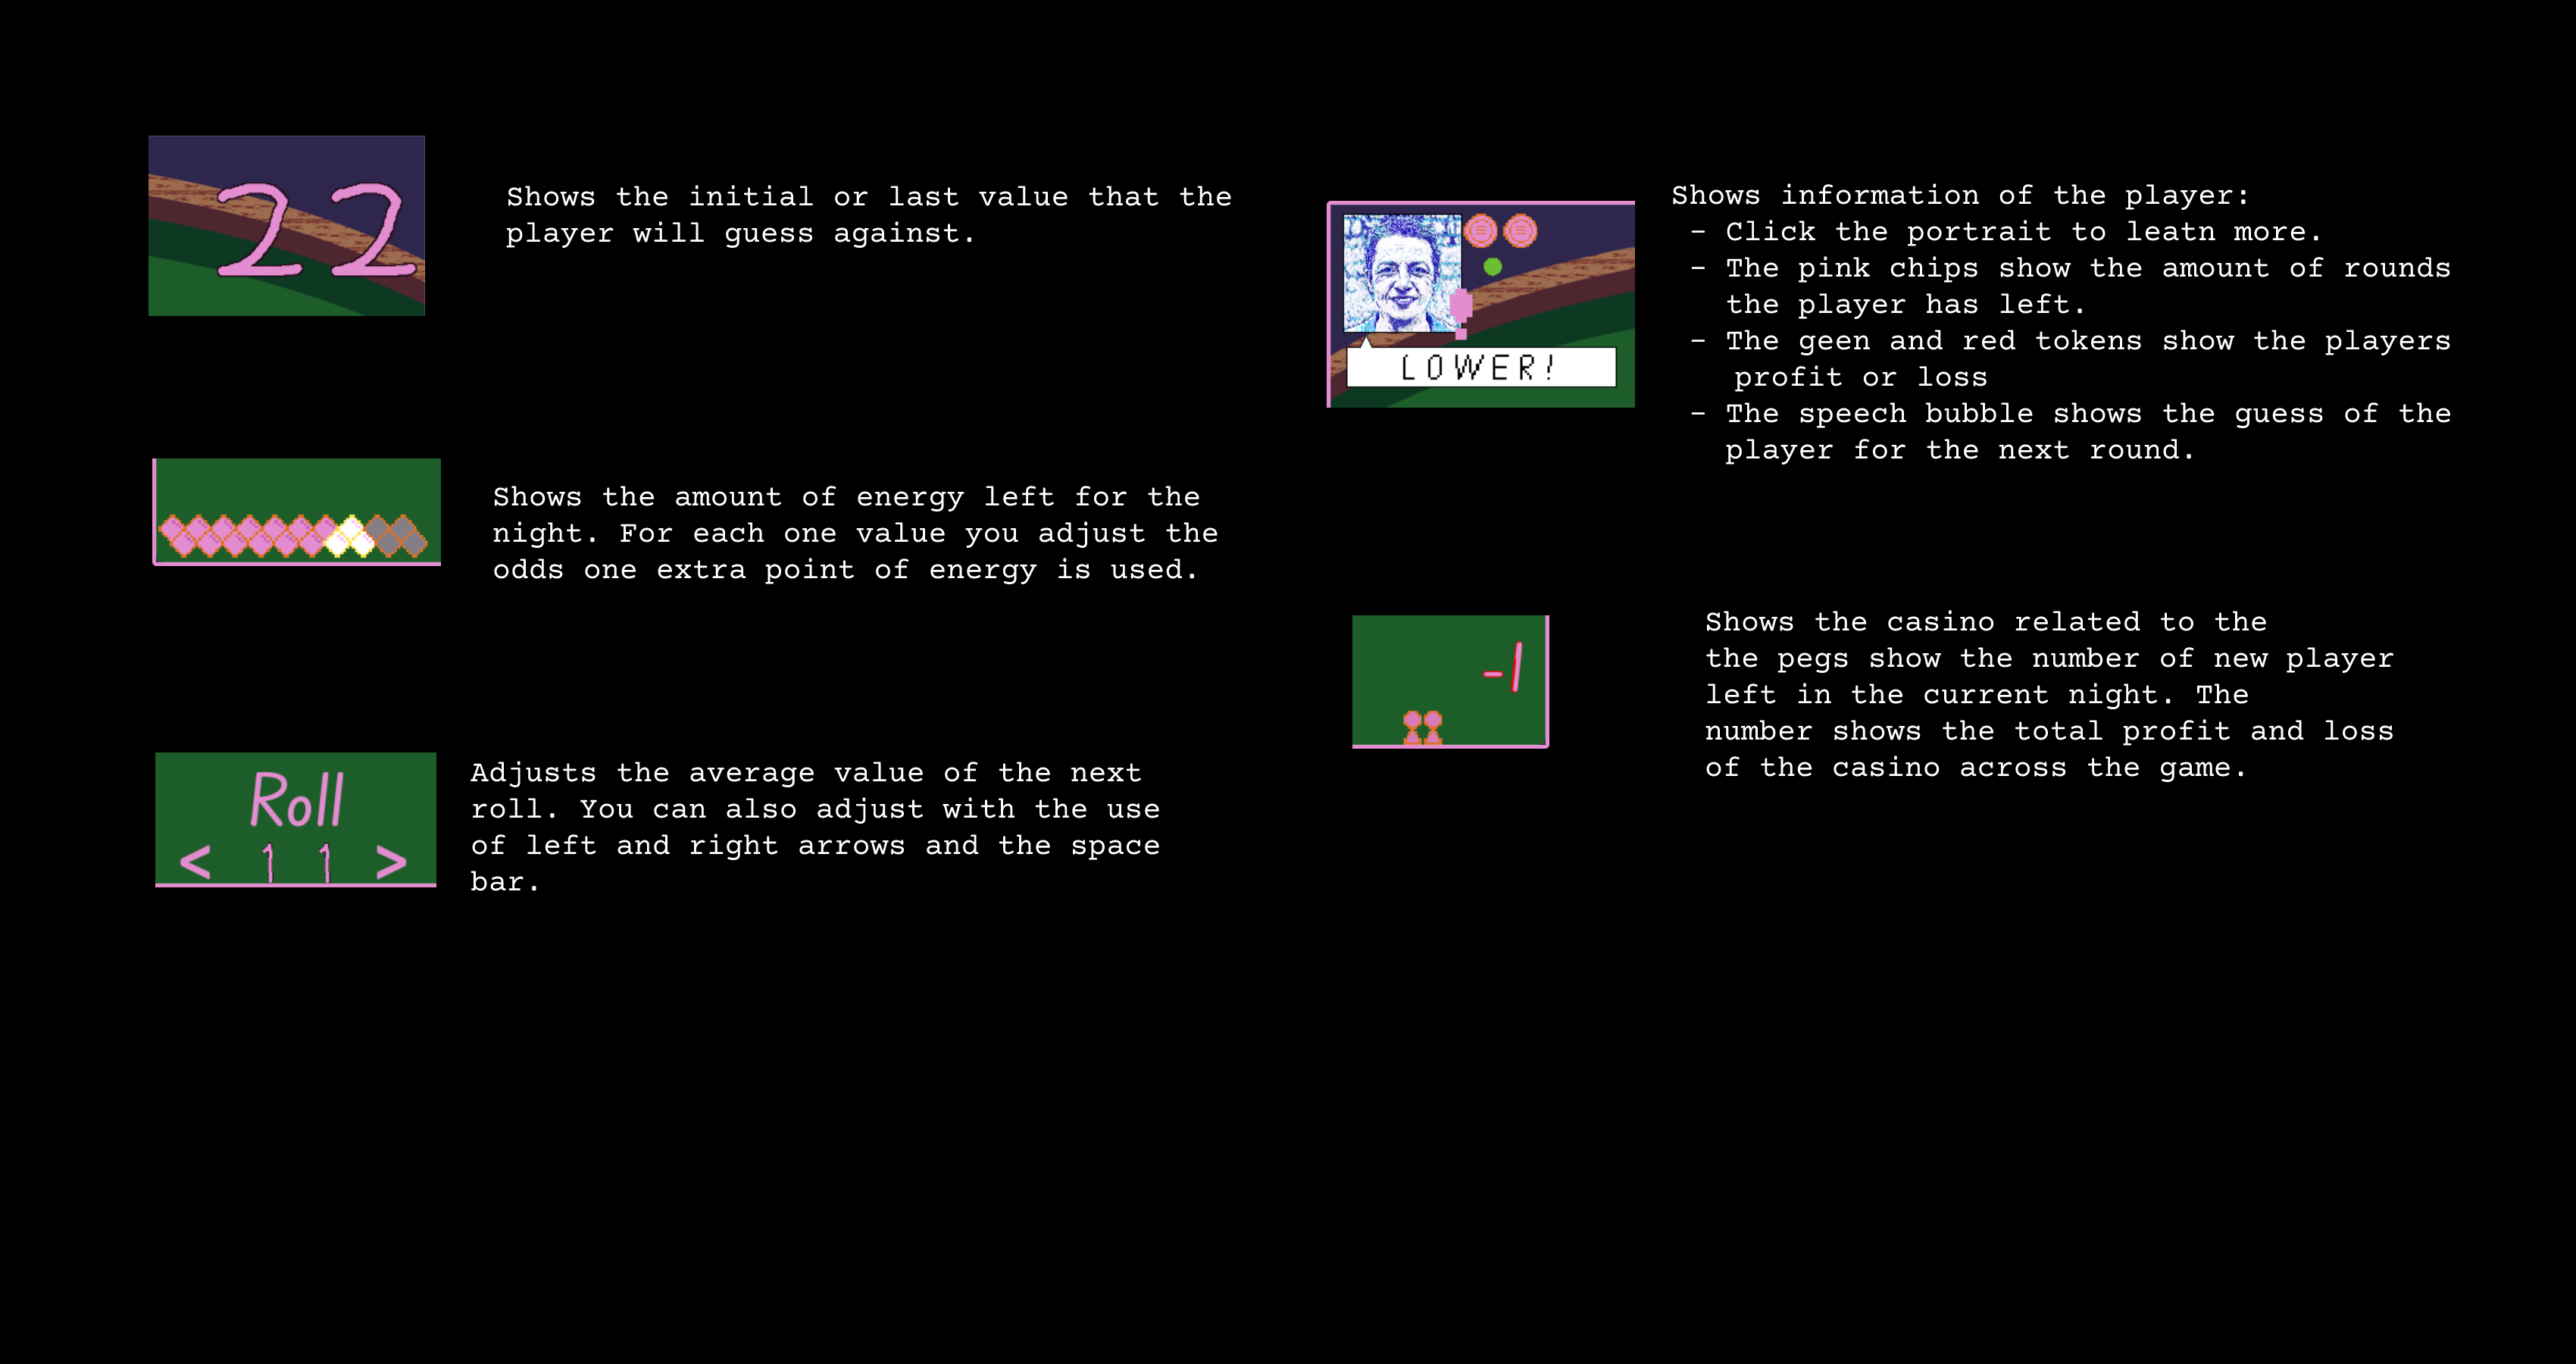 22
Shows the initial or last value that the
player will guess against.
Shows the amount of energy left for the
night. For each one value you adjust the
odds one extra point of energy is used.
Roll
< 11 >
Adjusts the average value of the next
roll. You can also adjust with the use
of left and right arrows and the space
bar.
LOWER!
Shows information of the player:
- Click the portrait to leatn more.
- The pink chips show the amount of rounds
the player has left.
- The geen and red tokens show the players
profit or loss
- The speech bubble shows the guess of the
player for the next round.
-1
Shows the casino related to the
the pegs show the number of new player
left in the current night. The
number shows the total profit and loss
of the casino across the game.